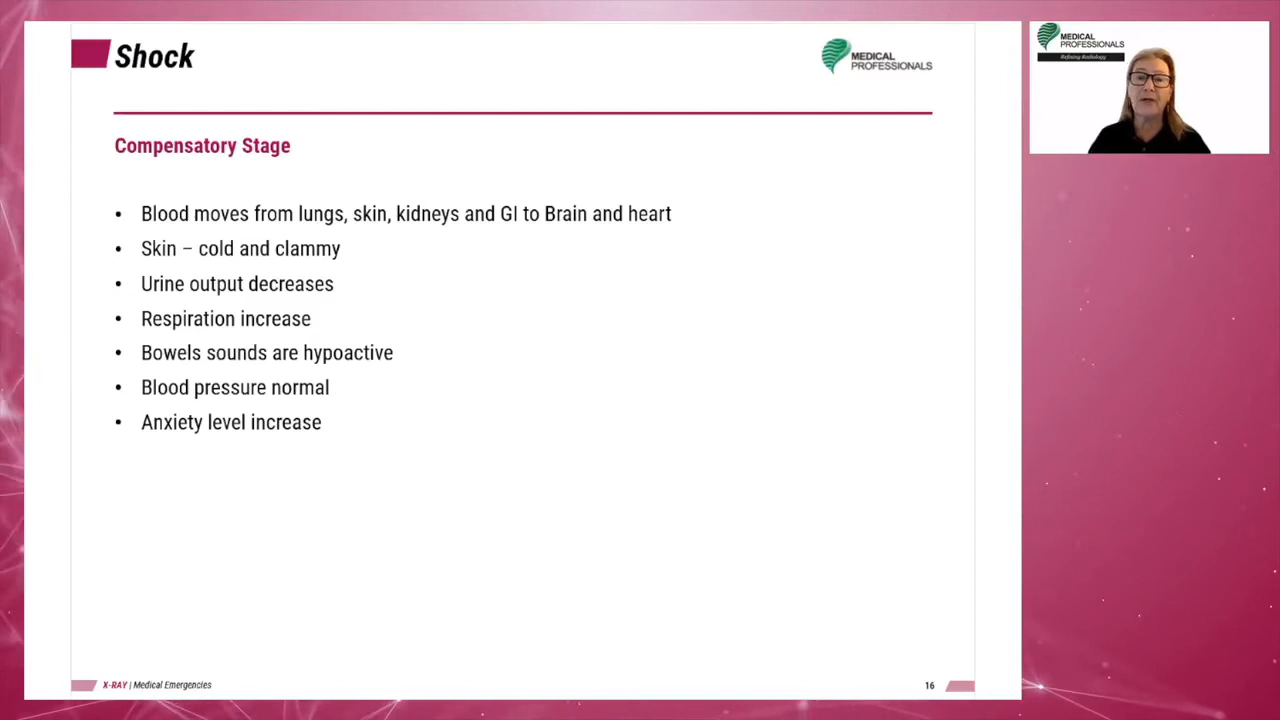 Shock
MEDICAL
PROFESSIONALS
Compensatory Stage
• Blood moves from lungs, skin, kidneys and GI to Brain and heart
• Skin – cold and clammy
• Urine output decreases
• Respiration increase
• Bowels sounds are hypoactive
• Blood pressure normal
• Anxiety level increase
X-RAY | Medical Emergencies
16
MEDICAL
PROFESSIONALS
Refining Radiology